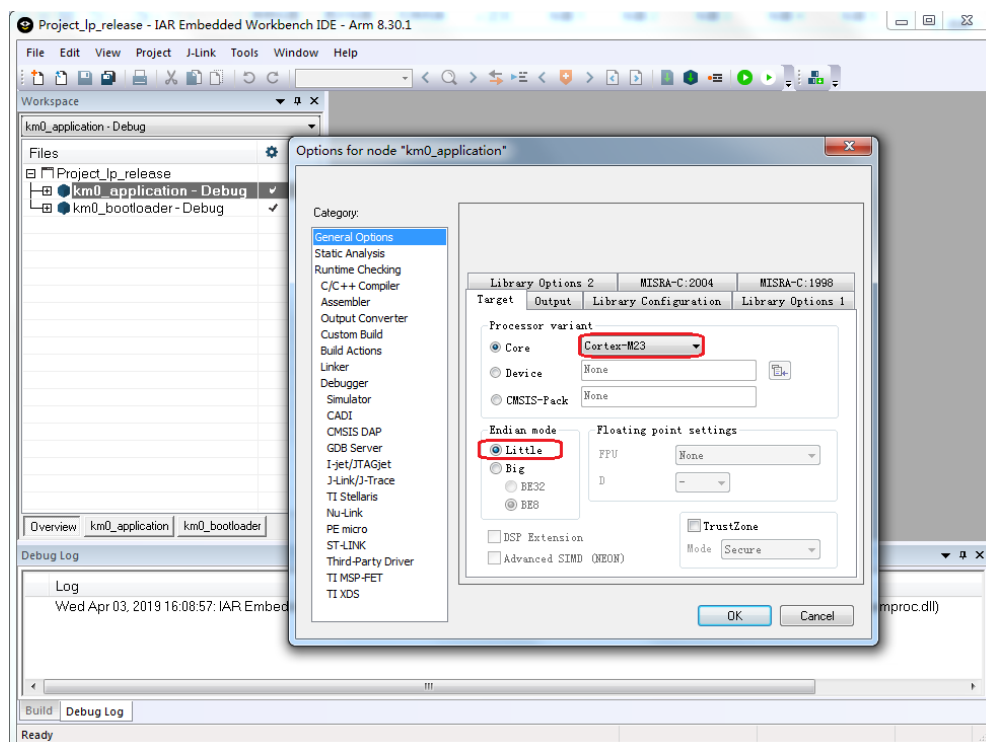 Project_lp_release - IAR Embedded Workbench IDE - Arm 8.30.1
File Edit View Project J-Link Tools Window Help
Workspace
km0_application - Debug
Files
Project_lp_release
km0_application - Debug
km0_bootloader - Debug
Overview km0_application km0_bootloader
Options for node "km0_application"
Category:
General Options
Static Analysis
Runtime Checking
C/C++ Compiler
Assembler
Output Converter
Custom Build
Build Actions
Linker
Debugger
Simulator
CADI
CMSIS DAP
GDB Server
I-jet/JTAGjet
J-Link/J-Trace
TI Stellaris
Nu-Link
PE micro
ST-LINK
Third-Party Driver
TI MSP-FET
TI XDS
Library Options 2 MISRA-C:2004 MISRA-C:1998
Target Output Library Configuration Library Options 1
Processor variant
Core Cortex-M23
Device None
CMSIS-Pack None
Endian mode
Little
Big
BE32
BE8
Floating point settings
FPU None
D -
DSP Extension
Advanced SIMD (NEON)
TrustZone
Mode Secure
OK Cancel
Debug Log
Log
Wed Apr 03, 2019 16:08:57: IAR Embed
mproc.dll)
Build Debug Log
Ready